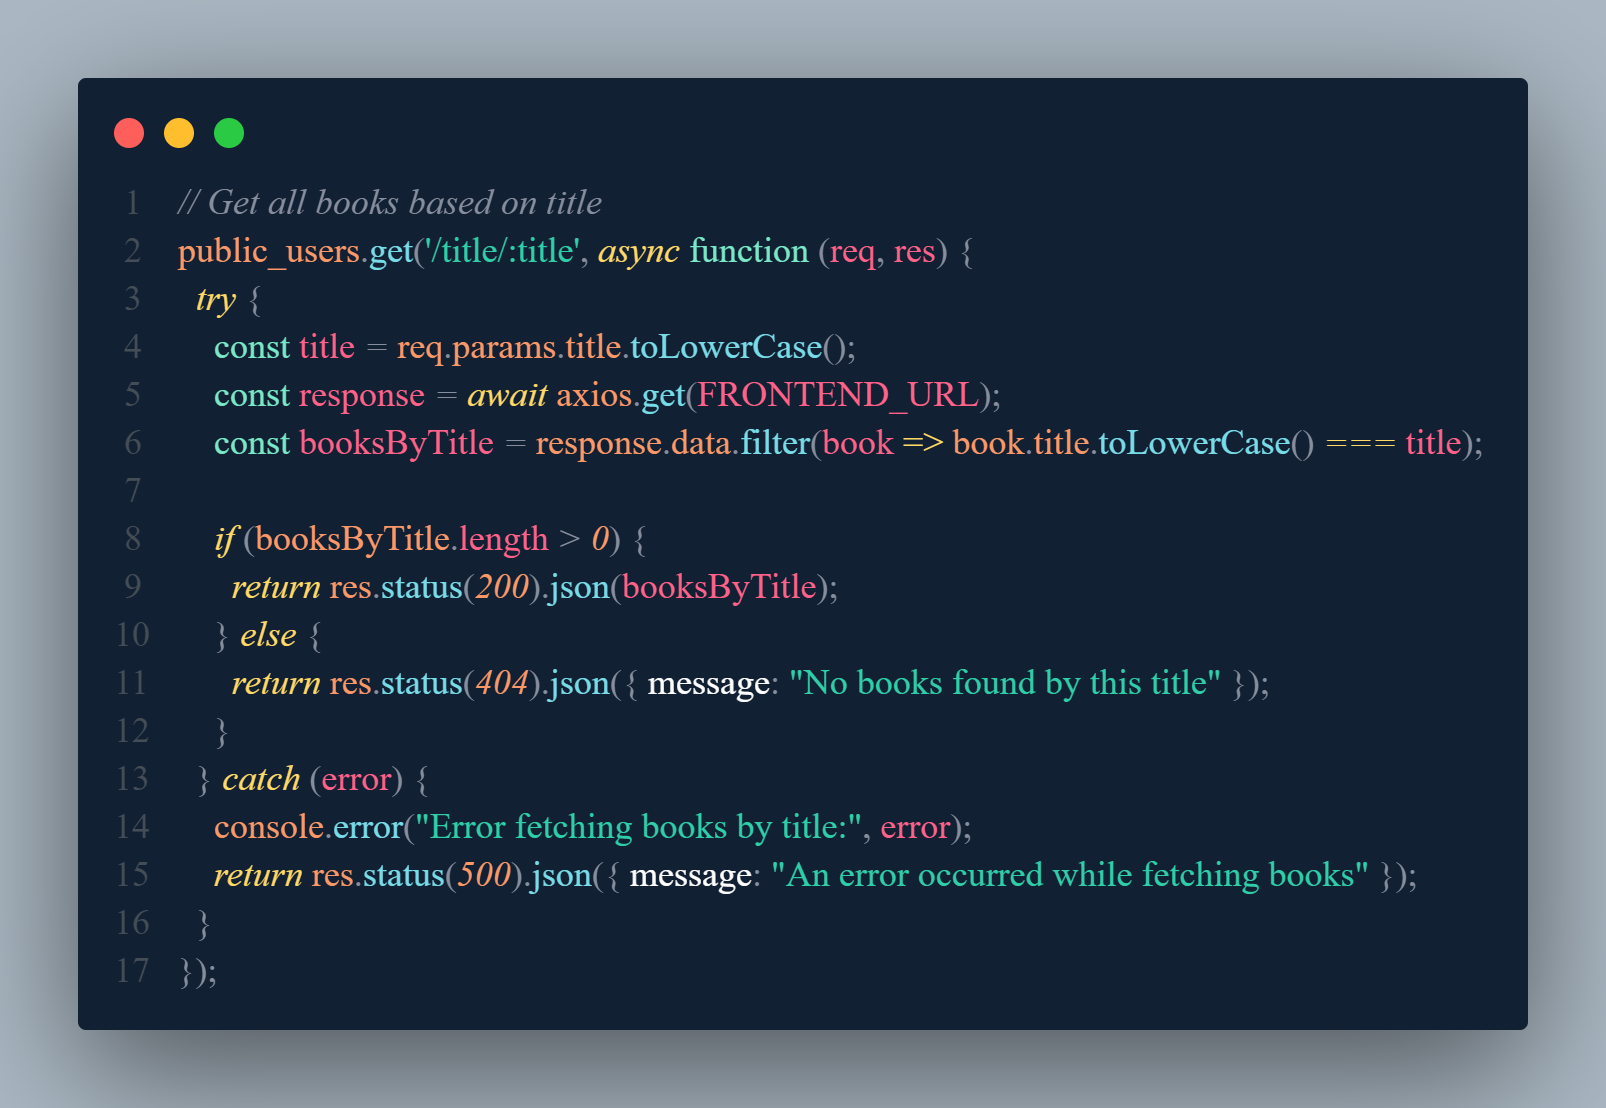 1 // Get all books based on title
2 public_users.get('/title/:title', async function (req, res) {
3   try {
4     const title = req.params.title.toLowerCase();
5     const response = await axios.get(FRONTEND_URL);
6     const booksByTitle = response.data.filter(book => book.title.toLowerCase() === title);
7
8     if (booksByTitle.length > 0) {
9       return res.status(200).json(booksByTitle);
10     } else {
11       return res.status(404).json({ message: "No books found by this title" });
12     }
13   } catch (error) {
14     console.error("Error fetching books by title:", error);
15     return res.status(500).json({ message: "An error occurred while fetching books" });
16   }
17 });